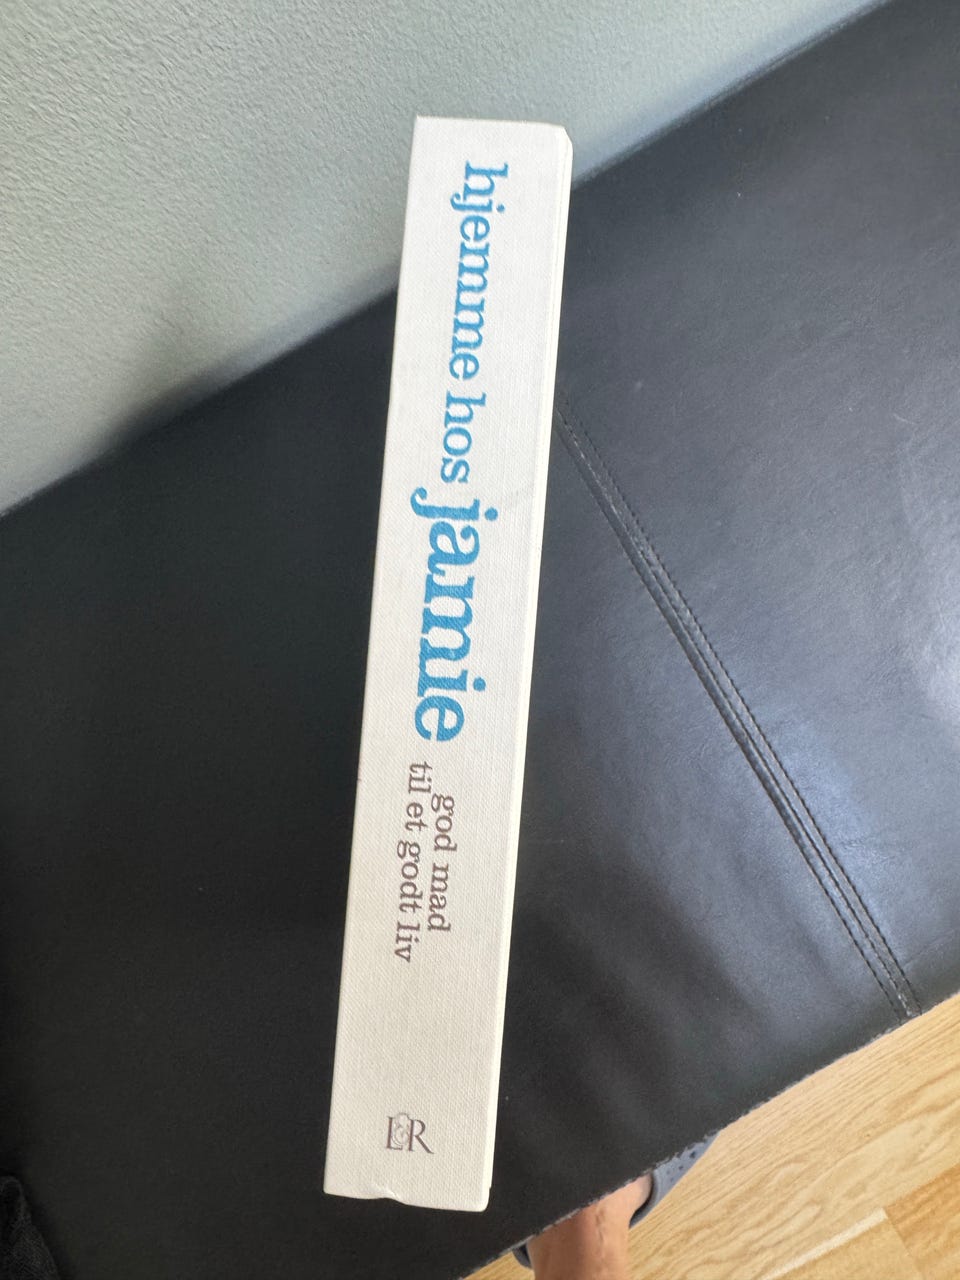 hjemme hos jamie
god mad
til et godt liv
L&R